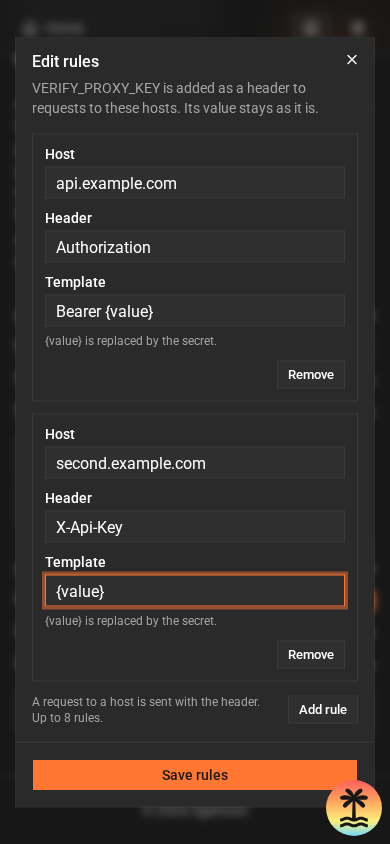 Edit rules
VERIFY_PROXY_KEY is added as a header to
requests to these hosts. Its value stays as it is.
Host
api.example.com
Header
Authorization
Template
Bearer {value}
{value} is replaced by the secret.
Remove
Host
second.example.com
Header
X-Api-Key
Template
{value}
{value} is replaced by the secret.
Remove
A request to a host is sent with the header.
Up to 8 rules.
Add rule
Save rules